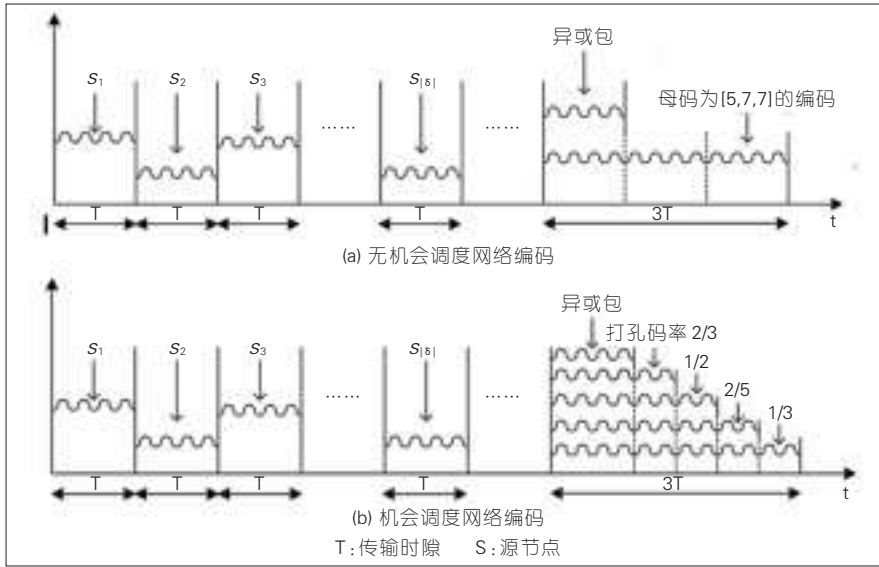 异或包
S1 S2 S3 S|δ| 母码为[5,7,7]的编码
…… ……
T T T T 3T t
(a) 无机会调度网络编码
异或包
S1 S2 S3 S|δ| 打孔码率 2/3
1/2
…… …… 2/5
1/3
T T T T 3T t
(b) 机会调度网络编码
T:传输时隙 S:源节点